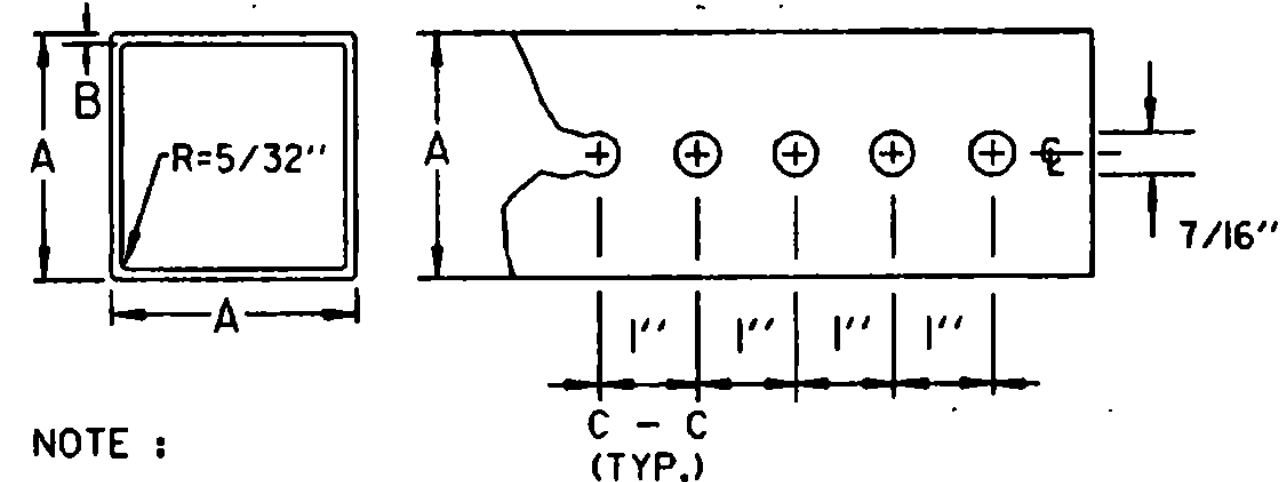 B
A
R=5/32"
A
A
℄
7/16"
1" 1" 1" 1"
C - C
(TYP.)
NOTE :